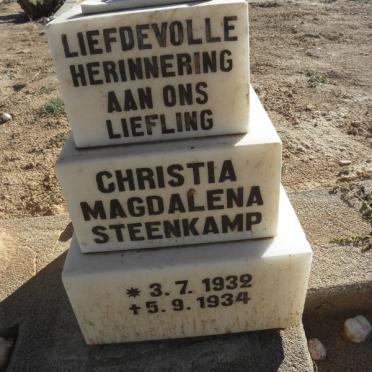 LIEFDEVOLLE
HERINNERING
AAN ONS
LIEFLING
CHRISTIA
MAGDALENA
STEENKAMP
* 3. 7. 1932
✝ 5. 9. 1934